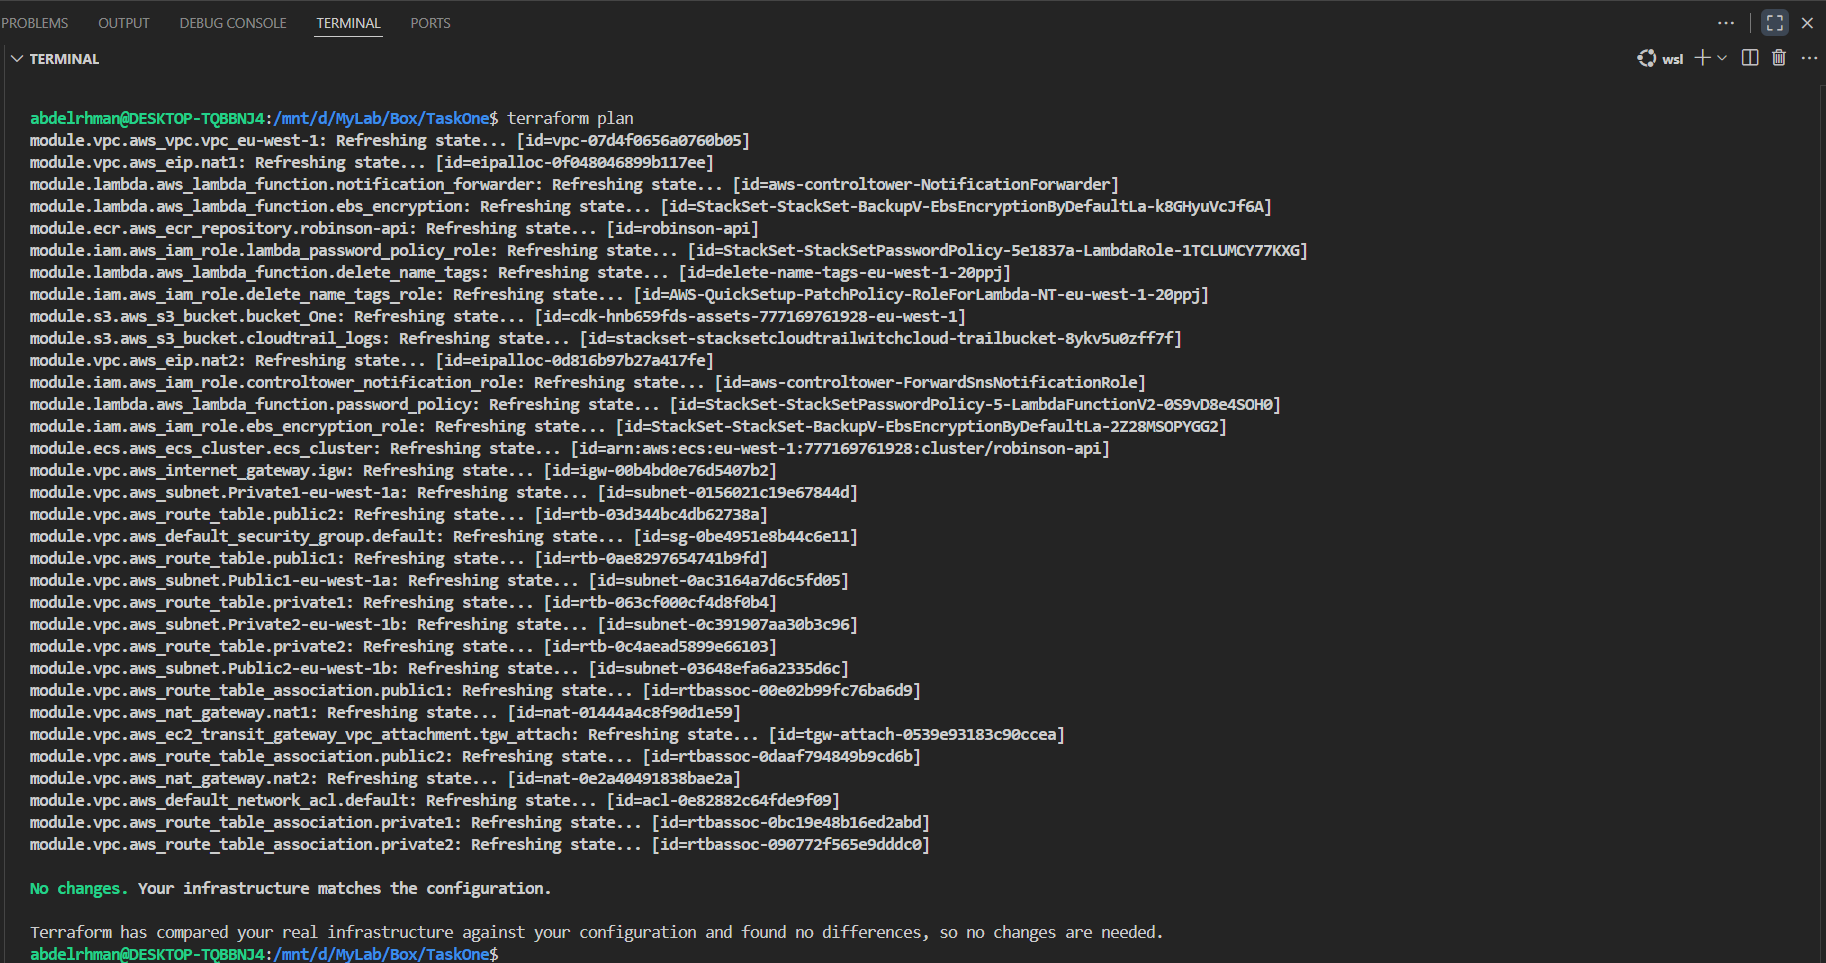 PROBLEMS OUTPUT DEBUG CONSOLE TERMINAL PORTS
TERMINAL
wsl
abdelrhman@DESKTOP-TQBBNJ4:/mnt/d/MyLab/Box/TaskOne$ terraform plan
module.vpc.aws_vpc.vpc_eu-west-1: Refreshing state... [id=vpc-07d4f0656a0760b05]
module.vpc.aws_eip.nat1: Refreshing state... [id=eipalloc-0f048046899b117ee]
module.lambda.aws_lambda_function.notification_forwarder: Refreshing state... [id=aws-controltower-NotificationForwarder]
module.lambda.aws_lambda_function.ebs_encryption: Refreshing state... [id=StackSet-StackSet-BackupV-EbsEncryptionByDefaultLa-k8GHyuVcJf6A]
module.ecr.aws_ecr_repository.robinson-api: Refreshing state... [id=robinson-api]
module.iam.aws_iam_role.lambda_password_policy_role: Refreshing state... [id=StackSet-StackSetPasswordPolicy-5e1837a-LambdaRole-1TCLUMCY77KXG]
module.lambda.aws_lambda_function.delete_name_tags: Refreshing state... [id=delete-name-tags-eu-west-1-20ppj]
module.iam.aws_iam_role.delete_name_tags_role: Refreshing state... [id=AWS-QuickSetup-PatchPolicy-RoleForLambda-NT-eu-west-1-20ppj]
module.s3.aws_s3_bucket.bucket_One: Refreshing state... [id=cdk-hnb659fds-assets-777169761928-eu-west-1]
module.s3.aws_s3_bucket.cloudtrail_logs: Refreshing state... [id=stackset-stacksetcloudtrailwitchcloud-trailbucket-8ykv5u0zff7f]
module.vpc.aws_eip.nat2: Refreshing state... [id=eipalloc-0d816b97b27a417fe]
module.iam.aws_iam_role.controltower_notification_role: Refreshing state... [id=aws-controltower-ForwardSnsNotificationRole]
module.lambda.aws_lambda_function.password_policy: Refreshing state... [id=StackSet-StackSetPasswordPolicy-5-LambdaFunctionV2-0S9vD8e4SOH0]
module.iam.aws_iam_role.ebs_encryption_role: Refreshing state... [id=StackSet-StackSet-BackupV-EbsEncryptionByDefaultLa-2Z28MSOPYGG2]
module.ecs.aws_ecs_cluster.ecs_cluster: Refreshing state... [id=arn:aws:ecs:eu-west-1:777169761928:cluster/robinson-api]
module.vpc.aws_internet_gateway.igw: Refreshing state... [id=igw-00b4bd0e76d5407b2]
module.vpc.aws_subnet.Private1-eu-west-1a: Refreshing state... [id=subnet-0156021c19e67844d]
module.vpc.aws_route_table.public2: Refreshing state... [id=rtb-03d344bc4db62738a]
module.vpc.aws_default_security_group.default: Refreshing state... [id=sg-0be4951e8b44c6e11]
module.vpc.aws_route_table.public1: Refreshing state... [id=rtb-0ae8297654741b9fd]
module.vpc.aws_subnet.Public1-eu-west-1a: Refreshing state... [id=subnet-0ac3164a7d6c5fd05]
module.vpc.aws_route_table.private1: Refreshing state... [id=rtb-063cf000cf4d8f0b4]
module.vpc.aws_subnet.Private2-eu-west-1b: Refreshing state... [id=subnet-0c391907aa30b3c96]
module.vpc.aws_route_table.private2: Refreshing state... [id=rtb-0c4aead5899e66103]
module.vpc.aws_subnet.Public2-eu-west-1b: Refreshing state... [id=subnet-03648efa6a2335d6c]
module.vpc.aws_route_table_association.public1: Refreshing state... [id=rtbassoc-00e02b99fc76ba6d9]
module.vpc.aws_nat_gateway.nat1: Refreshing state... [id=nat-01444a4c8f90d1e59]
module.vpc.aws_ec2_transit_gateway_vpc_attachment.tgw_attach: Refreshing state... [id=tgw-attach-0539e93183c90ccea]
module.vpc.aws_route_table_association.public2: Refreshing state... [id=rtbassoc-0daaf794849b9cd6b]
module.vpc.aws_nat_gateway.nat2: Refreshing state... [id=nat-0e2a40491838bae2a]
module.vpc.aws_default_network_acl.default: Refreshing state... [id=acl-0e82882c64fde9f09]
module.vpc.aws_route_table_association.private1: Refreshing state... [id=rtbassoc-0bc19e48b16ed2abd]
module.vpc.aws_route_table_association.private2: Refreshing state... [id=rtbassoc-090772f565e9dddc0]
No changes. Your infrastructure matches the configuration.
Terraform has compared your real infrastructure against your configuration and found no differences, so no changes are needed.
abdelrhman@DESKTOP-TQBBNJ4:/mnt/d/MyLab/Box/TaskOne$